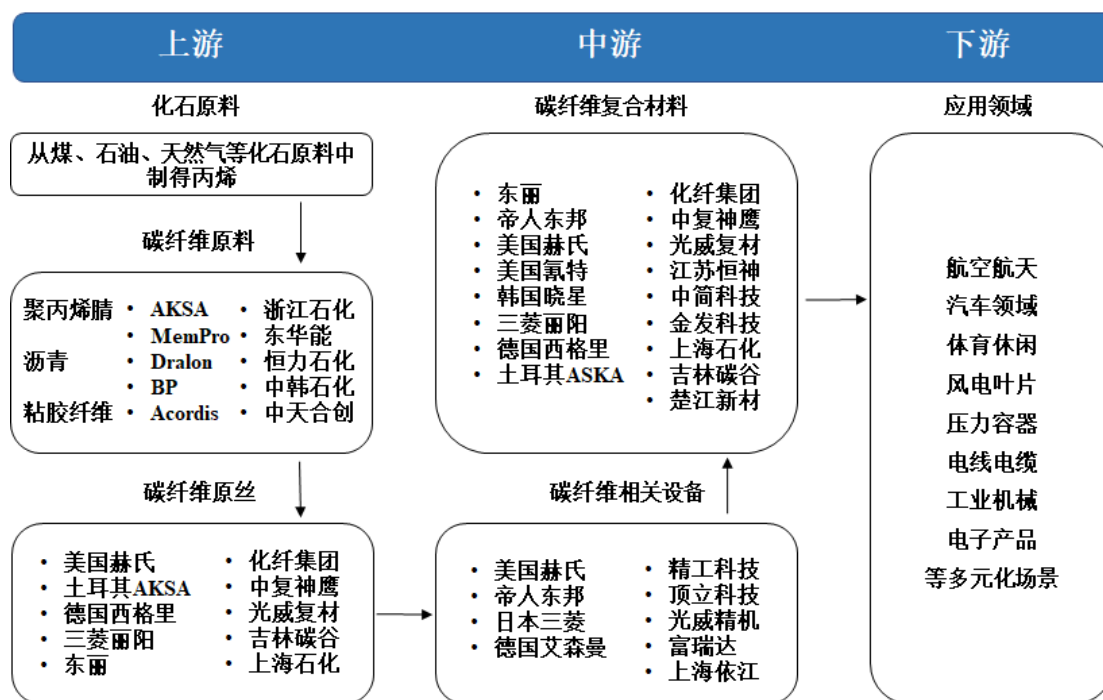 上游
中游
下游
化石原料
从煤、石油、天然气等化石原料中
制得丙烯
碳纤维原料
聚丙烯腈
沥青
粘胶纤维
• AKSA
• MemPro
• Dralon
• BP
• Acordis
• 浙江石化
• 东华能
• 恒力石化
• 中韩石化
• 中天合创
碳纤维原丝
• 美国赫氏
• 土耳其AKSA
• 德国西格里
• 三菱丽阳
• 东丽
• 化纤集团
• 中复神鹰
• 光威复材
• 吉林碳谷
• 上海石化
碳纤维复合材料
• 东丽
• 帝人东邦
• 美国赫氏
• 美国氰特
• 韩国晓星
• 三菱丽阳
• 德国西格里
• 土耳其ASKA
• 化纤集团
• 中复神鹰
• 光威复材
• 江苏恒神
• 中简科技
• 金发科技
• 上海石化
• 吉林碳谷
• 楚江新材
碳纤维相关设备
• 美国赫氏
• 帝人东邦
• 日本三菱
• 德国艾森曼
• 精工科技
• 顶立科技
• 光威精机
• 富瑞达
• 上海依江
应用领域
航空航天
汽车领域
体育休闲
风电叶片
压力容器
电线电缆
工业机械
电子产品
等多元化场景